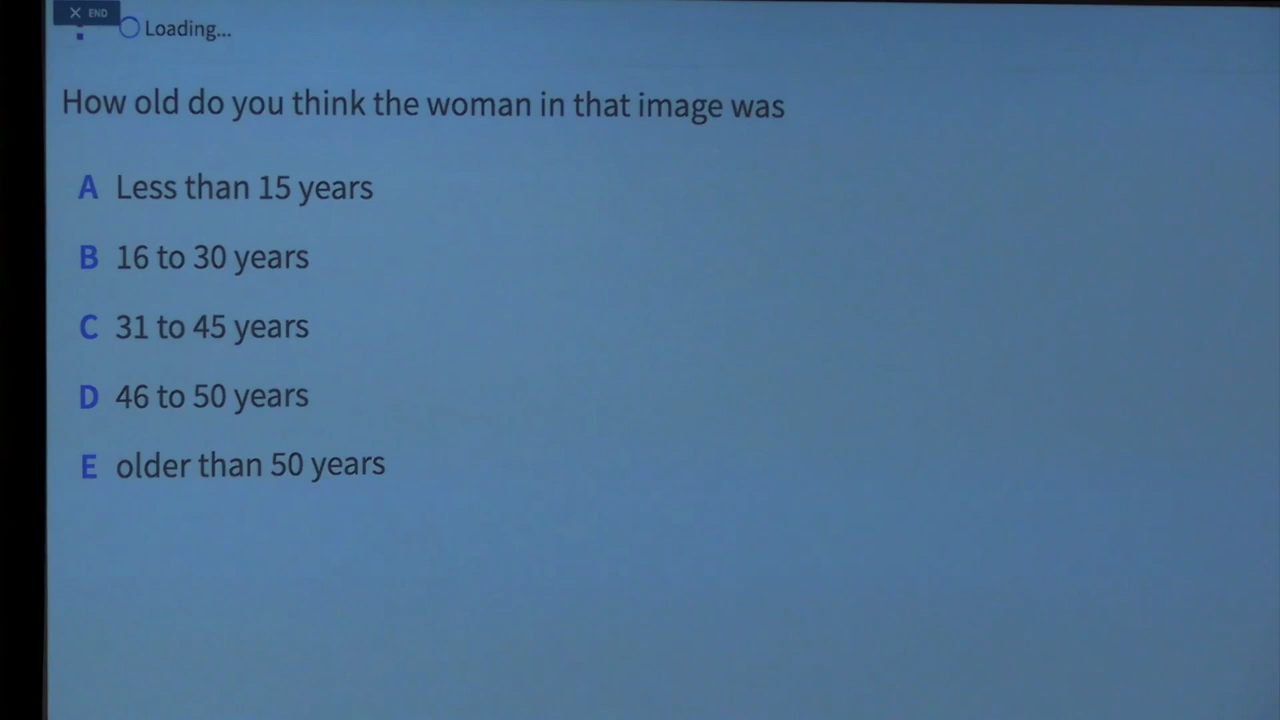 END
Loading...
How old do you think the woman in that image was
A Less than 15 years
B 16 to 30 years
C 31 to 45 years
D 46 to 50 years
E older than 50 years